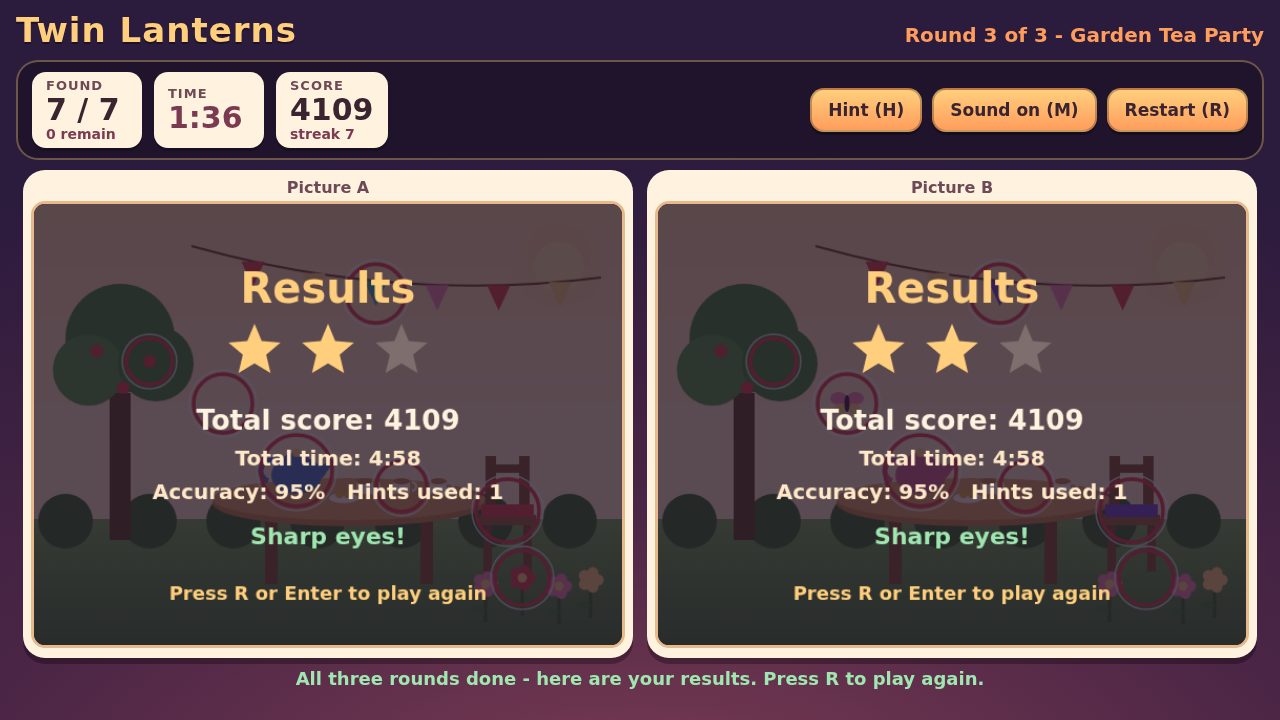 Twin Lanterns
Round 3 of 3 - Garden Tea Party
FOUND
7 / 7
0 remain
TIME
1:36
SCORE
4109
streak 7
Hint (H)
Sound on (M)
Restart (R)
Picture A
Results
Total score: 4109
Total time: 4:58
Accuracy: 95% Hints used: 1
Sharp eyes!
Press R or Enter to play again
Picture B
Results
Total score: 4109
Total time: 4:58
Accuracy: 95% Hints used: 1
Sharp eyes!
Press R or Enter to play again
All three rounds done - here are your results. Press R to play again.